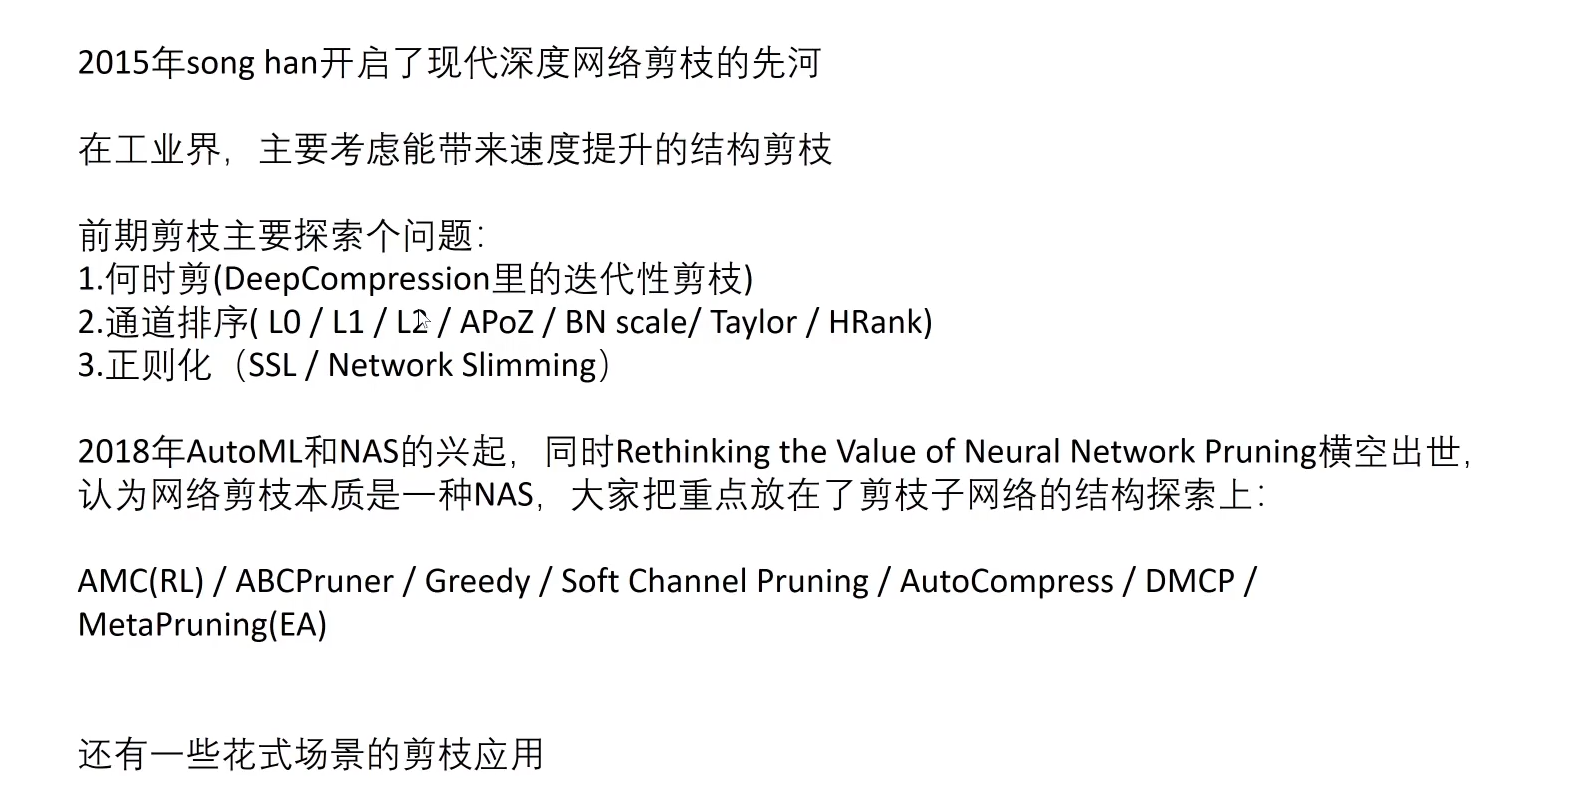 2015年song han开启了现代深度网络剪枝的先河
在工业界，主要考虑能带来速度提升的结构剪枝
前期剪枝主要探索个问题：
1.何时剪(DeepCompression里的迭代性剪枝)
2.通道排序( L0 / L1 / L2 / APoZ / BN scale/ Taylor / HRank)
3.正则化（SSL / Network Slimming）
2018年AutoML和NAS的兴起，同时Rethinking the Value of Neural Network Pruning横空出世，
认为网络剪枝本质是一种NAS，大家把重点放在了剪枝子网络的结构探索上：
AMC(RL) / ABCPruner / Greedy / Soft Channel Pruning / AutoCompress / DMCP /
MetaPruning(EA)
还有一些花式场景的剪枝应用